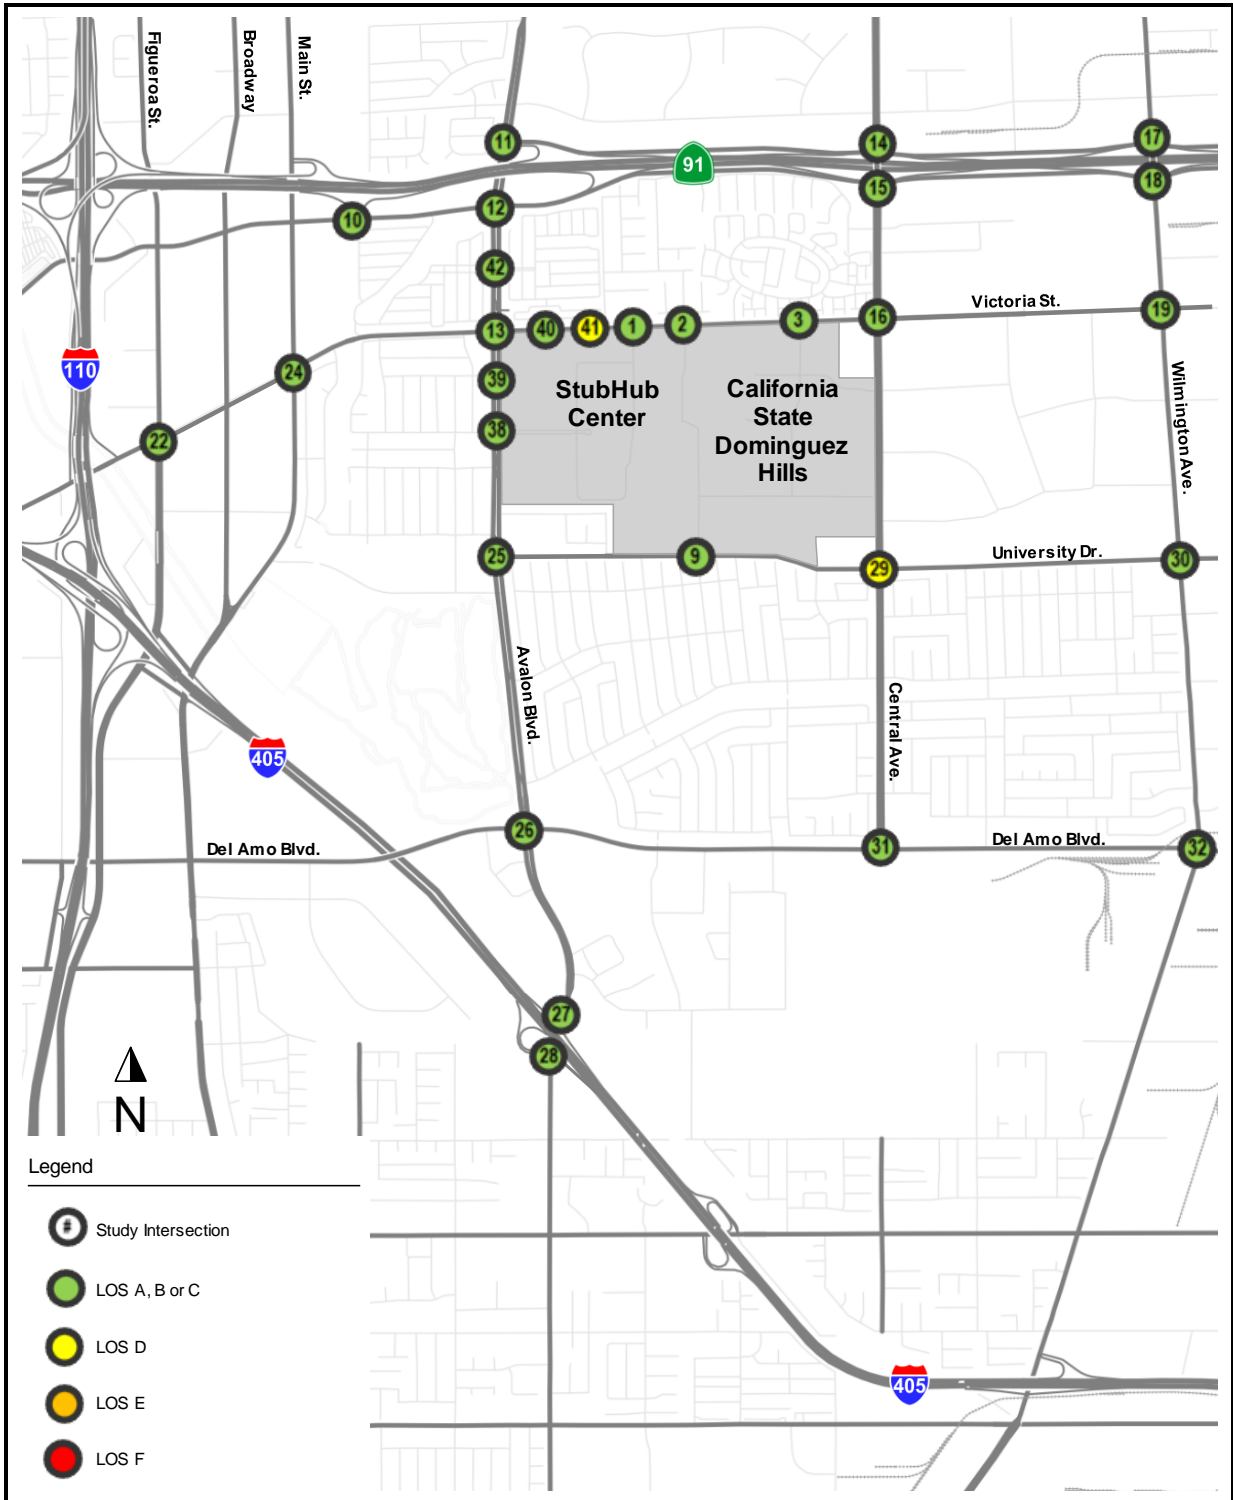 Figueroa St.
Broadway
Main St.
11
14
17
91
15
18
10
12
42
Victoria St.
19
13
40
41
1
2
3
16
110
24
39
StubHub
Center
California
State
Dominguez
Hills
Wilmington Ave.
22
38
25
9
29
University Dr.
30
Avalon Blvd.
Central Ave.
405
26
Del Amo Blvd.
31
Del Amo Blvd.
32
27
28
N
Legend
# Study Intersection
LOS A, B or C
LOS D
405
LOS E
LOS F